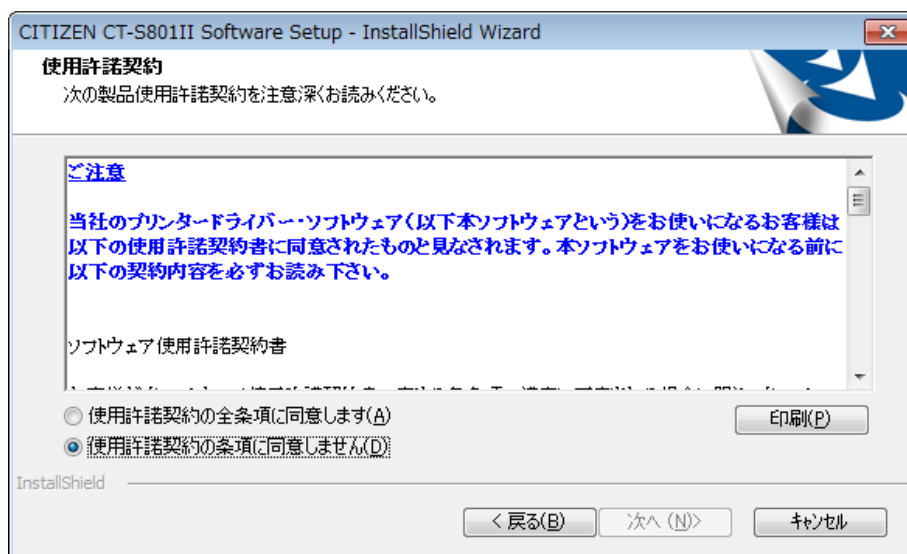 CITIZEN CT-S801II Software Setup - InstallShield Wizard
使用許諾契約
次の製品使用許諾契約を注意深くお読みください。
ご注意
当社のプリンタードライバー・ソフトウェア(以下本ソフトウェアという)をお使いになるお客様は
以下の使用許諾契約書に同意されたものと見なされます。本ソフトウェアをお使いになる前に
以下の契約内容を必ずお読み下さい。
ソフトウェア使用許諾契約書
使用許諾契約の全条項に同意します(A)
印刷(P)
使用許諾契約の条項に同意しません(D)
InstallShield
< 戻る(B)
次へ (N)>
キャンセル